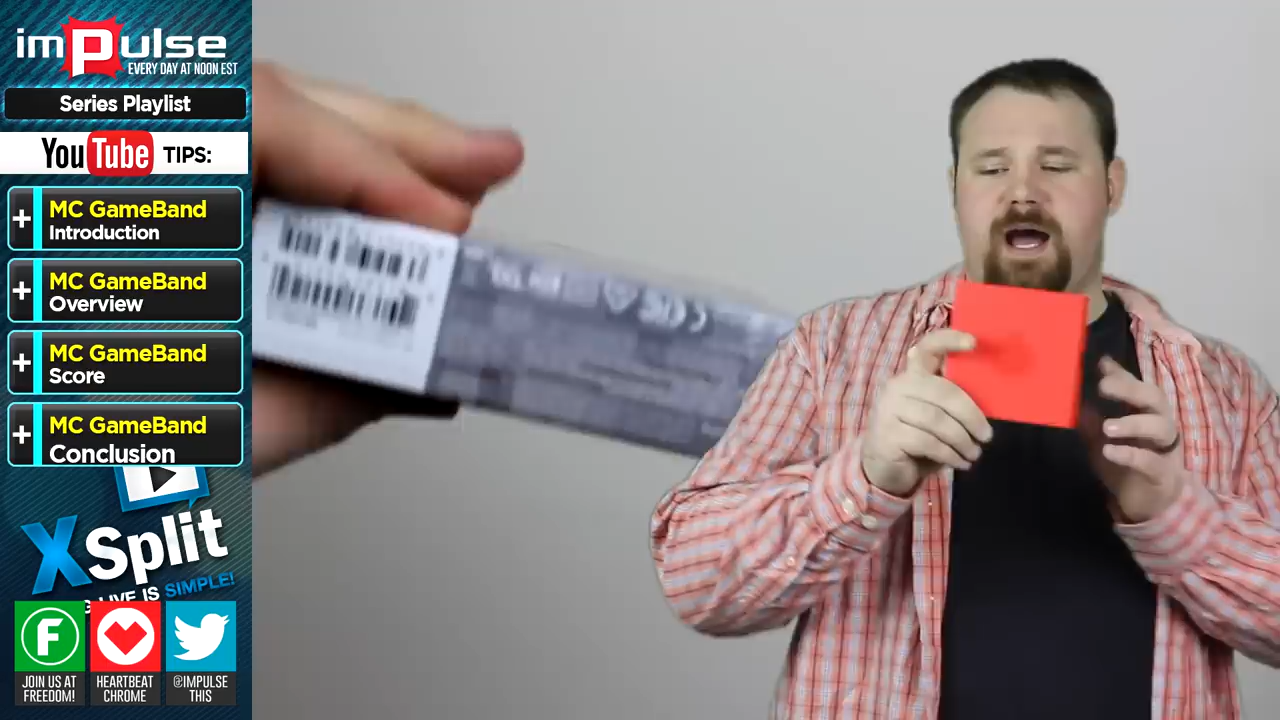 imPulse
EVERY DAY AT NOON EST
Series Playlist
YouTube TIPS:
+ MC GameBand
Introduction
+ MC GameBand
Overview
+ MC GameBand
Score
+ MC GameBand
Conclusion
XSplit
LIVE IS SIMPLE!
F
JOIN US AT
FREEDOM!
HEARTBEAT
CHROME
@IMPULSE
THIS
CE